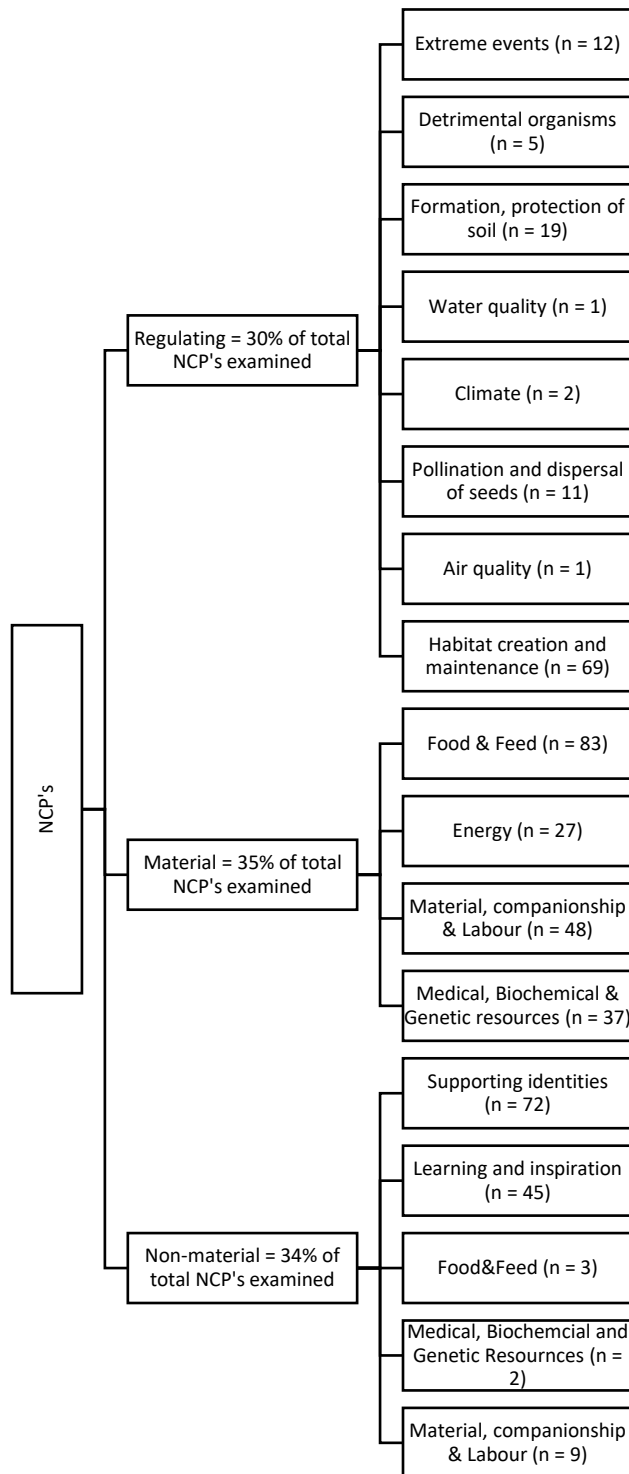 NCP's
Regulating = 30% of total
NCP's examined
Extreme events (n = 12)
Detrimental organisms
(n = 5)
Formation, protection of
soil (n = 19)
Water quality (n = 1)
Climate (n = 2)
Pollination and dispersal
of seeds (n = 11)
Air quality (n = 1)
Habitat creation and
maintenance (n = 69)
Material = 35% of total
NCP's examined
Food & Feed (n = 83)
Energy (n = 27)
Material, companionship
& Labour (n = 48)
Medical, Biochemical &
Genetic resources (n = 37)
Non-material = 34% of
total NCP's examined
Supporting identities
(n = 72)
Learning and inspiration
(n = 45)
Food&Feed (n = 3)
Medical, Biochemcial and
Genetic Resournces (n =
2)
Material, companionship
& Labour (n = 9)